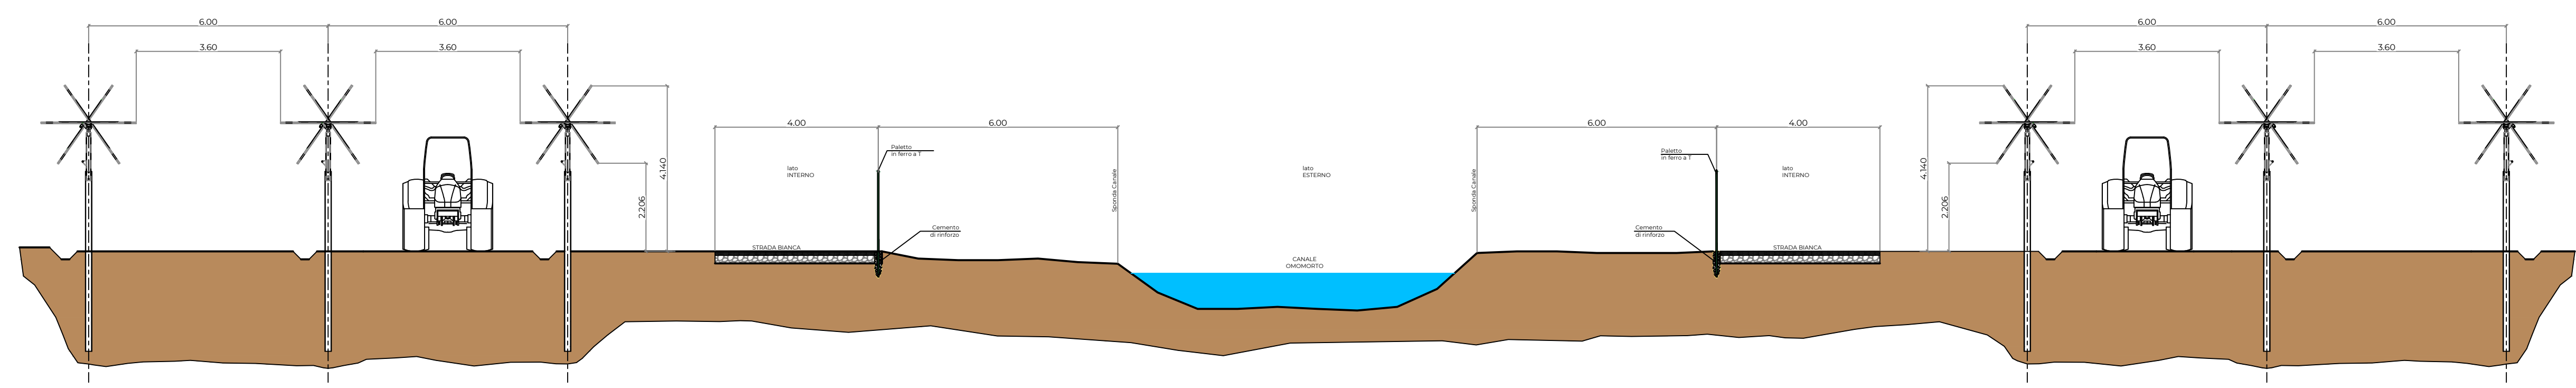 6.00
6.00
6.00
6.00
3.60
3.60
3.60
3.60
4.00
6.00
6.00
4.00
Paletto
in ferro a T
Paletto
in ferro a T
4,140
4,140
lato
INTERNO
lato
ESTERNO
lato
INTERNO
Sponda Canale
Sponda Canale
2,206
2,206
Cemento
di rinforzo
Cemento
di rinforzo
STRADA BIANCA
STRADA BIANCA
CANALE
OMOMORTO